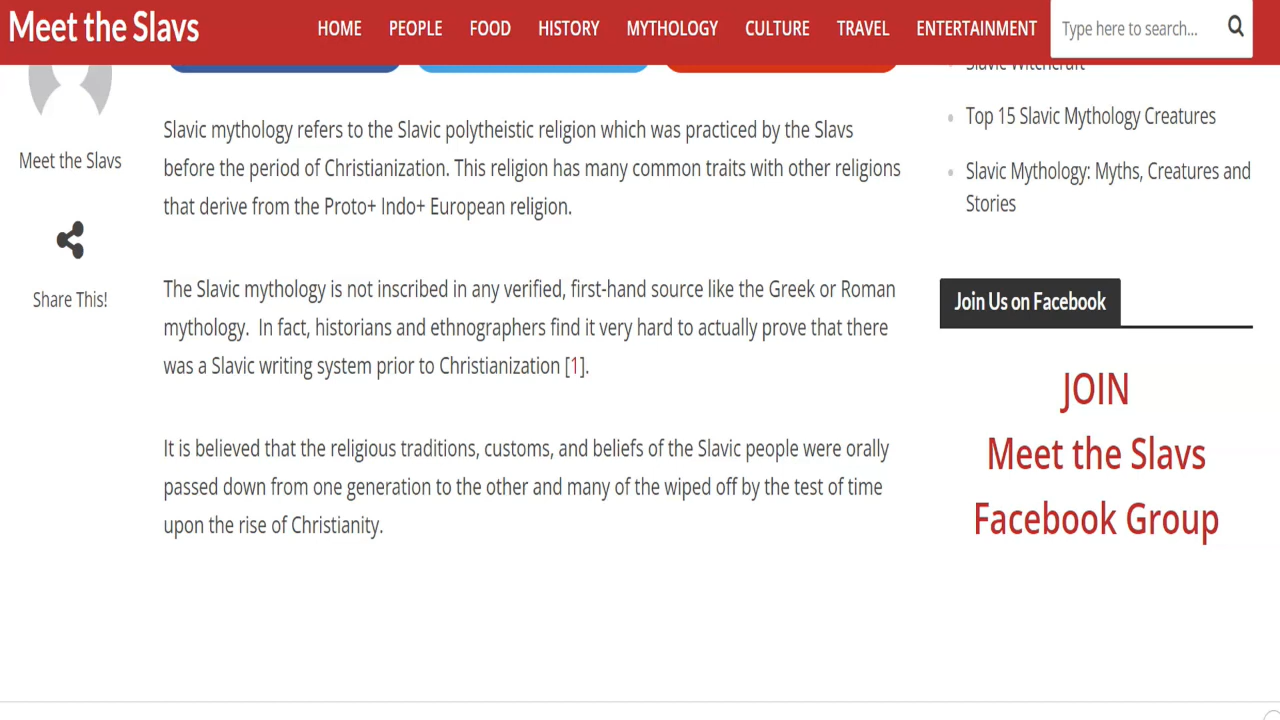 Meet the Slavs
HOME PEOPLE FOOD HISTORY MYTHOLOGY CULTURE TRAVEL ENTERTAINMENT
Type here to search...
Meet the Slavs
Share This!
Slavic mythology refers to the Slavic polytheistic religion which was practiced by the Slavs
before the period of Christianization. This religion has many common traits with other religions
that derive from the Proto+ Indo+ European religion.
The Slavic mythology is not inscribed in any verified, first-hand source like the Greek or Roman
mythology.  In fact, historians and ethnographers find it very hard to actually prove that there
was a Slavic writing system prior to Christianization [1].
It is believed that the religious traditions, customs, and beliefs of the Slavic people were orally
passed down from one generation to the other and many of the wiped off by the test of time
upon the rise of Christianity.
Slavic Witchcraft
Top 15 Slavic Mythology Creatures
Slavic Mythology: Myths, Creatures and
Stories
Join Us on Facebook
JOIN
Meet the Slavs
Facebook Group